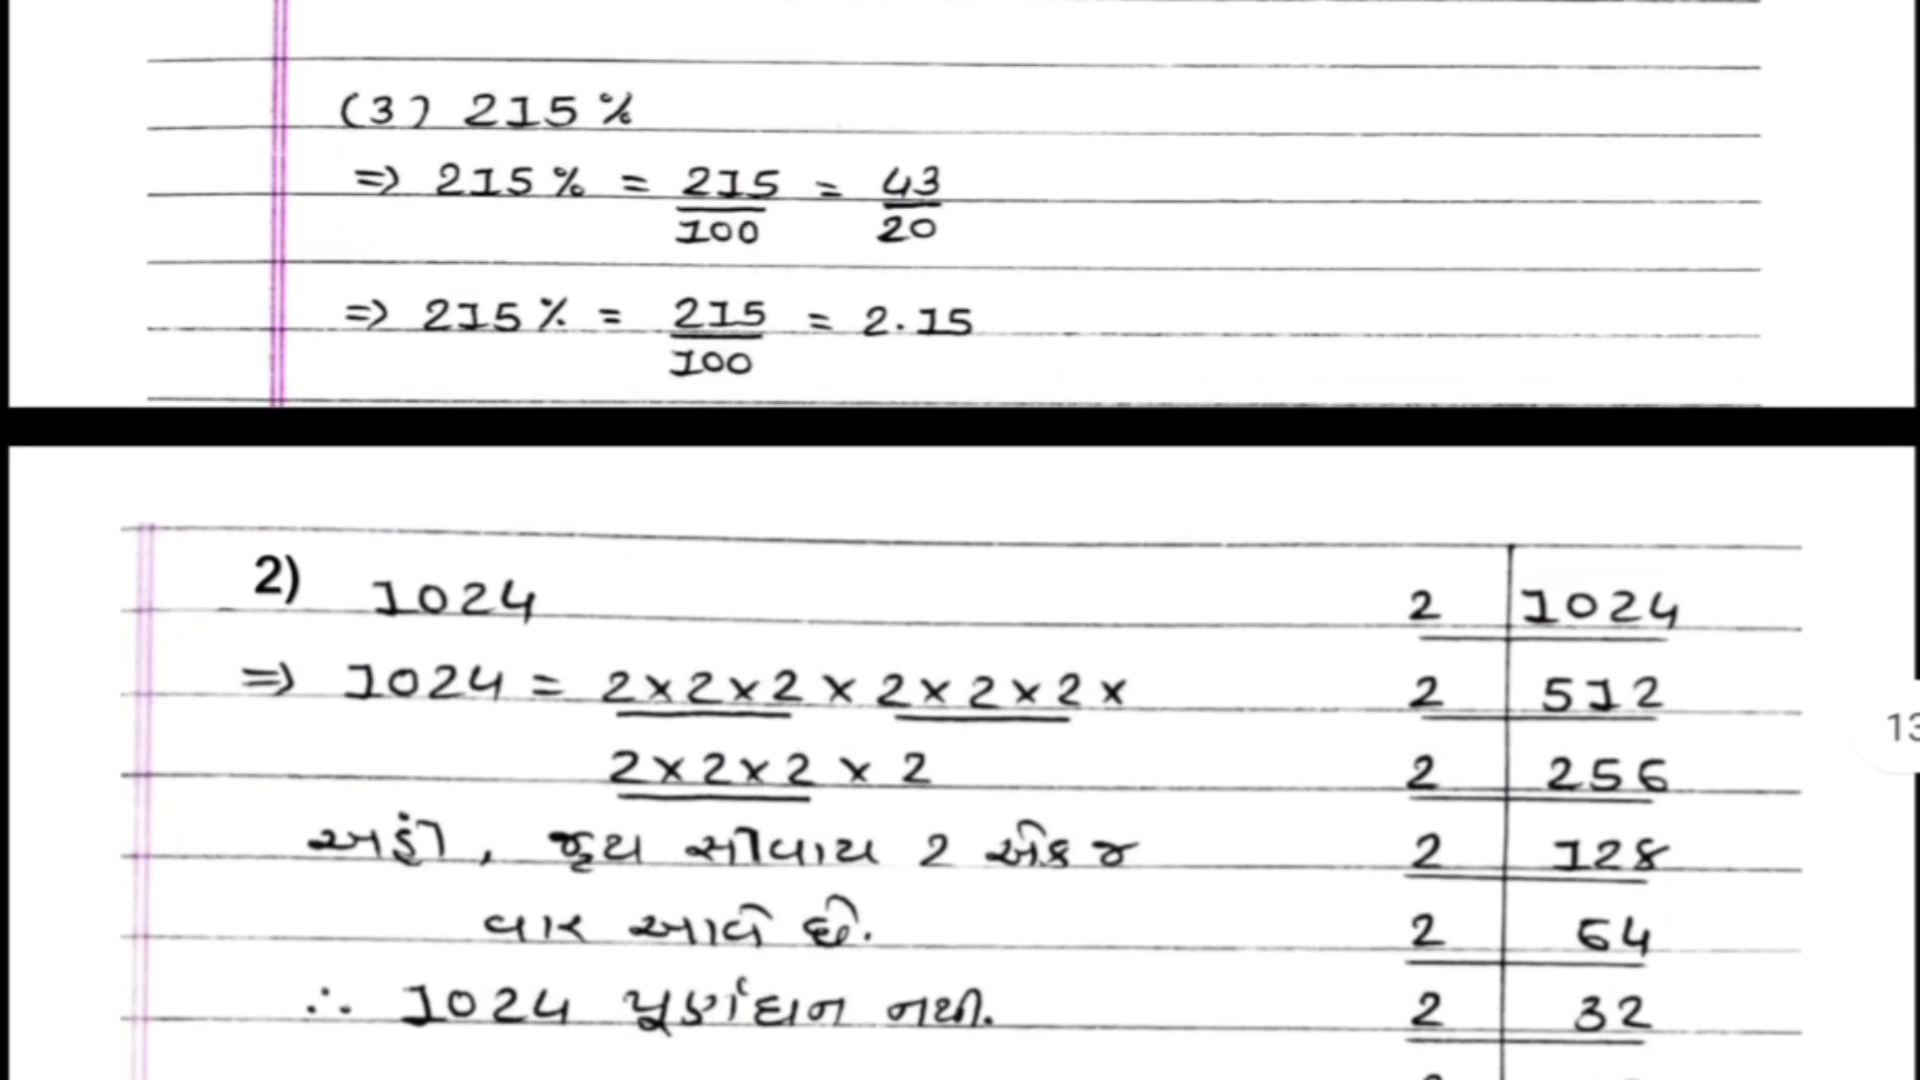 (3) 215 %
=> 215 % = 215/100 = 43/20
=> 215 % = 215/100 = 2.15
2) 1024
=> 1024 = 2 × 2 × 2 × 2 × 2 × 2 ×
2 × 2 × 2 × 2
અહીં, જૂથ સીવાય 2 એક જ
વાર આવે છે.
∴ 1024 પૂર્ણઘન નથી.
2 | 1024
2 | 512
2 | 256
2 | 128
2 | 64
2 | 32
13